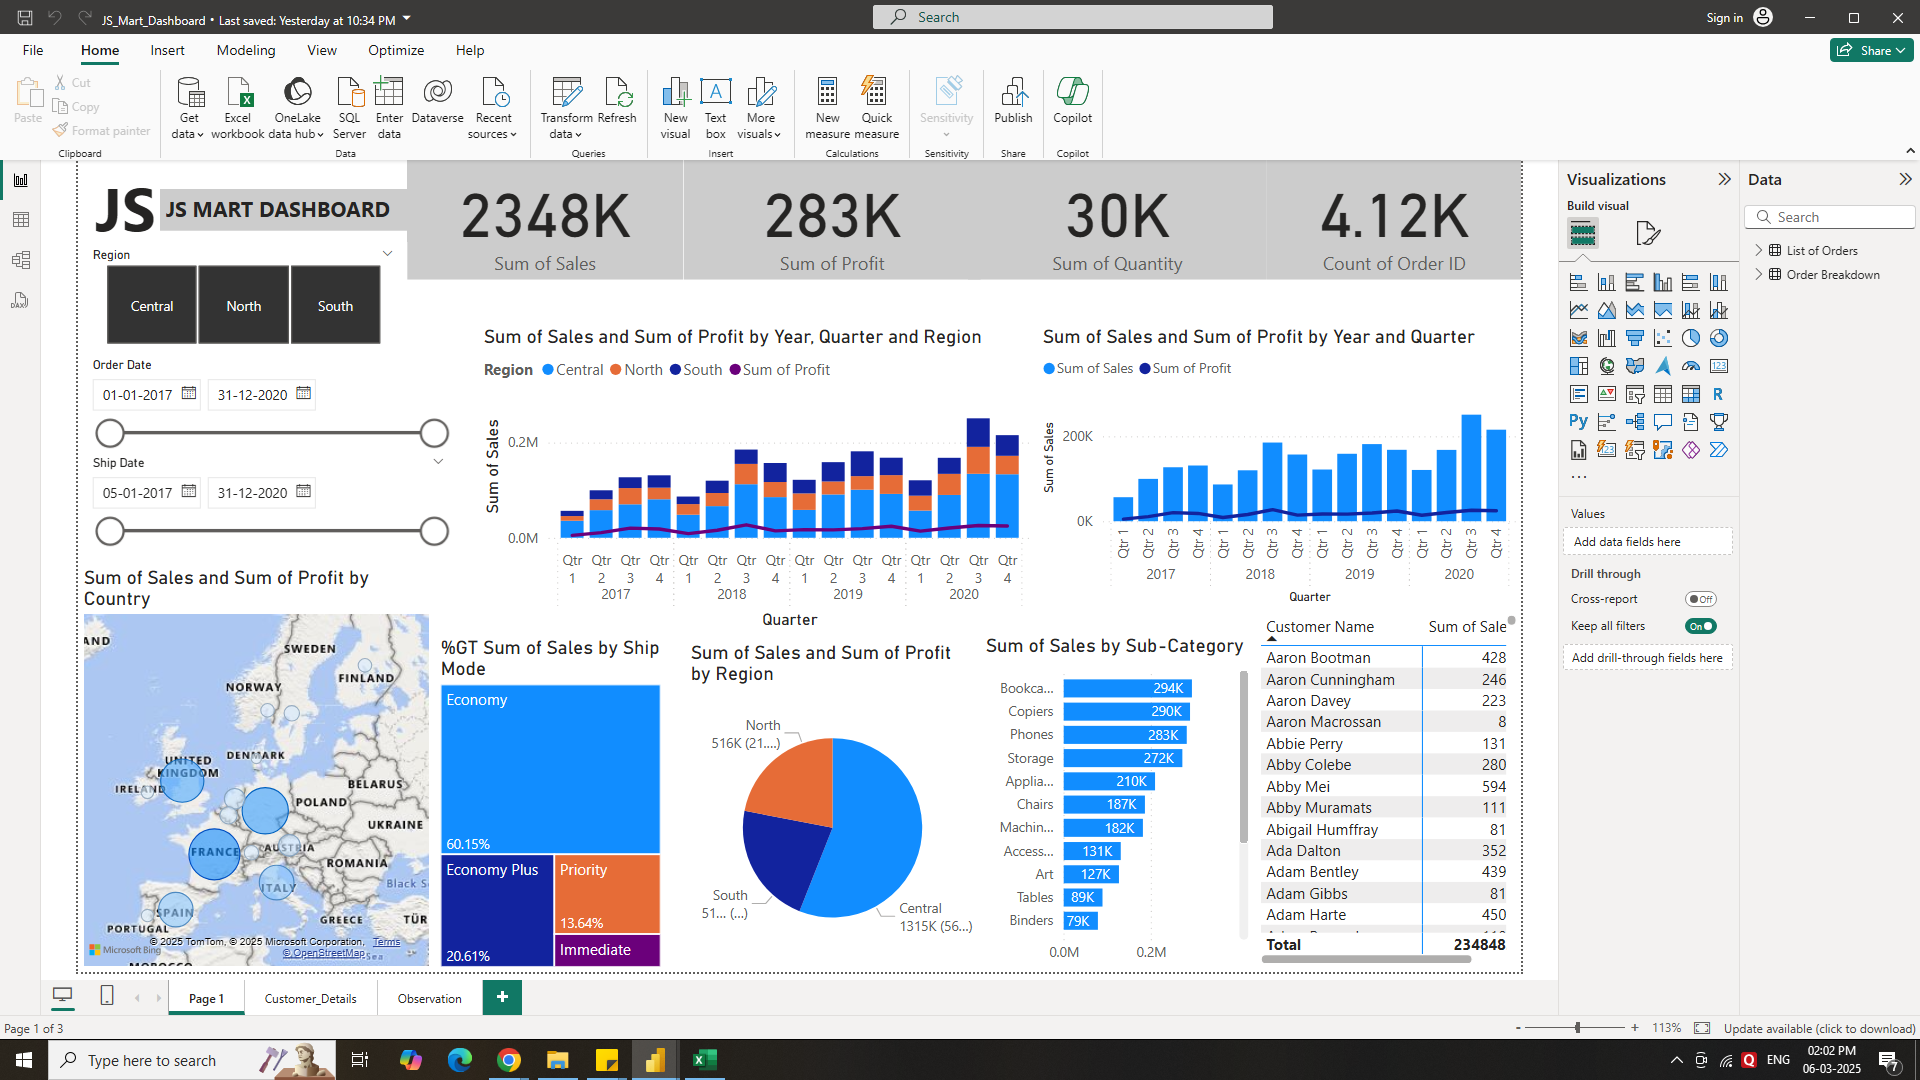 JS_Mart_Dashboard • Last saved: Yesterday at 10:34 PM
Search
Sign in
File Home Insert Modeling View Optimize Help
Share
Paste
Cut
Copy
Format painter
Clipboard
Get data
Excel workbook
OneLake data hub
SQL Server
Enter data
Dataverse
Recent sources
Data
Transform data
Refresh
Queries
New visual
Text box
More visuals
Insert
New measure
Quick measure
Calculations
Sensitivity
Sensitivity
Publish
Share
Copilot
Copilot
JS JS MART DASHBOARD
2348K
Sum of Sales
283K
Sum of Profit
30K
Sum of Quantity
4.12K
Count of Order ID
Region
Central North South
Order Date
01-01-2017 31-12-2020
Ship Date
05-01-2017 31-12-2020
Sum of Sales and Sum of Profit by Year, Quarter and Region
Region Central North South Sum of Profit
Sum of Sales
0.2M
0.0M
Qtr 1 Qtr 2 Qtr 3 Qtr 4 Qtr 1 Qtr 2 Qtr 3 Qtr 4 Qtr 1 Qtr 2 Qtr 3 Qtr 4 Qtr 1 Qtr 2 Qtr 3 Qtr 4
2017 2018 2019 2020
Quarter
Sum of Sales and Sum of Profit by Year and Quarter
Sum of Sales Sum of Profit
Sum of Sales
200K
0K
Qtr 1 Qtr 2 Qtr 3 Qtr 4 Qtr 1 Qtr 2 Qtr 3 Qtr 4 Qtr 1 Qtr 2 Qtr 3 Qtr 4 Qtr 1 Qtr 2 Qtr 3 Qtr 4
2017 2018 2019 2020
Quarter
Sum of Sales and Sum of Profit by
Country
SWEDEN
FINLAND
NORWAY
UNITED
KINGDOM
DENMARK
IRELAND
BELARUS
POLAND
UKRAINE
FRANCE
AUSTRIA
ROMANIA
ITALY
Black S
SPAIN
PORTUGAL
GREECE
TÜR
Microsoft Bing
© 2025 TomTom, © 2025 Microsoft Corporation, Terms
© OpenStreetMap
%GT Sum of Sales by Ship
Mode
Economy
60.15%
Economy Plus
20.61%
Priority
13.64%
Immediate
Sum of Sales and Sum of Profit
by Region
North
516K (21....)
South
51... (...)
Central
1315K (56...)
Sum of Sales by Sub-Category
Bookca... 294K
Copiers 290K
Phones 283K
Storage 272K
Applia... 210K
Chairs 187K
Machin... 182K
Access... 131K
Art 127K
Tables 89K
Binders 79K
0.0M 0.2M
Customer Name Sum of Sale
Aaron Bootman 428
Aaron Cunningham 246
Aaron Davey 223
Aaron Macrossan 8
Abbie Perry 131
Abby Colebe 280
Abby Mei 594
Abby Muramats 111
Abigail Humffray 81
Ada Dalton 352
Adam Bentley 439
Adam Gibbs 81
Adam Harte 450
Total 234848
Visualizations
Build visual
R
Py
123
...
Values
Add data fields here
Drill through
Cross-report Off
Keep all filters On
Add drill-through fields here
Data
Search
List of Orders
Order Breakdown
Page 1 Customer_Details Observation +
Page 1 of 3
- + 113%
Update available (click to download)
Type here to search
ENG
02:02 PM
06-03-2025
7